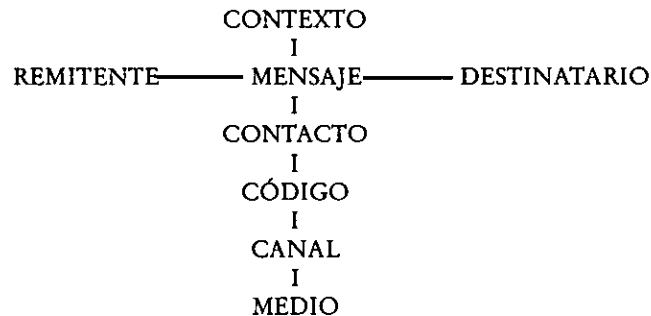 CONTEXTO
I
REMITENTE MENSAJE DESTINATARIO
I
CONTACTO
I
CÓDIGO
I
CANAL
I
MEDIO